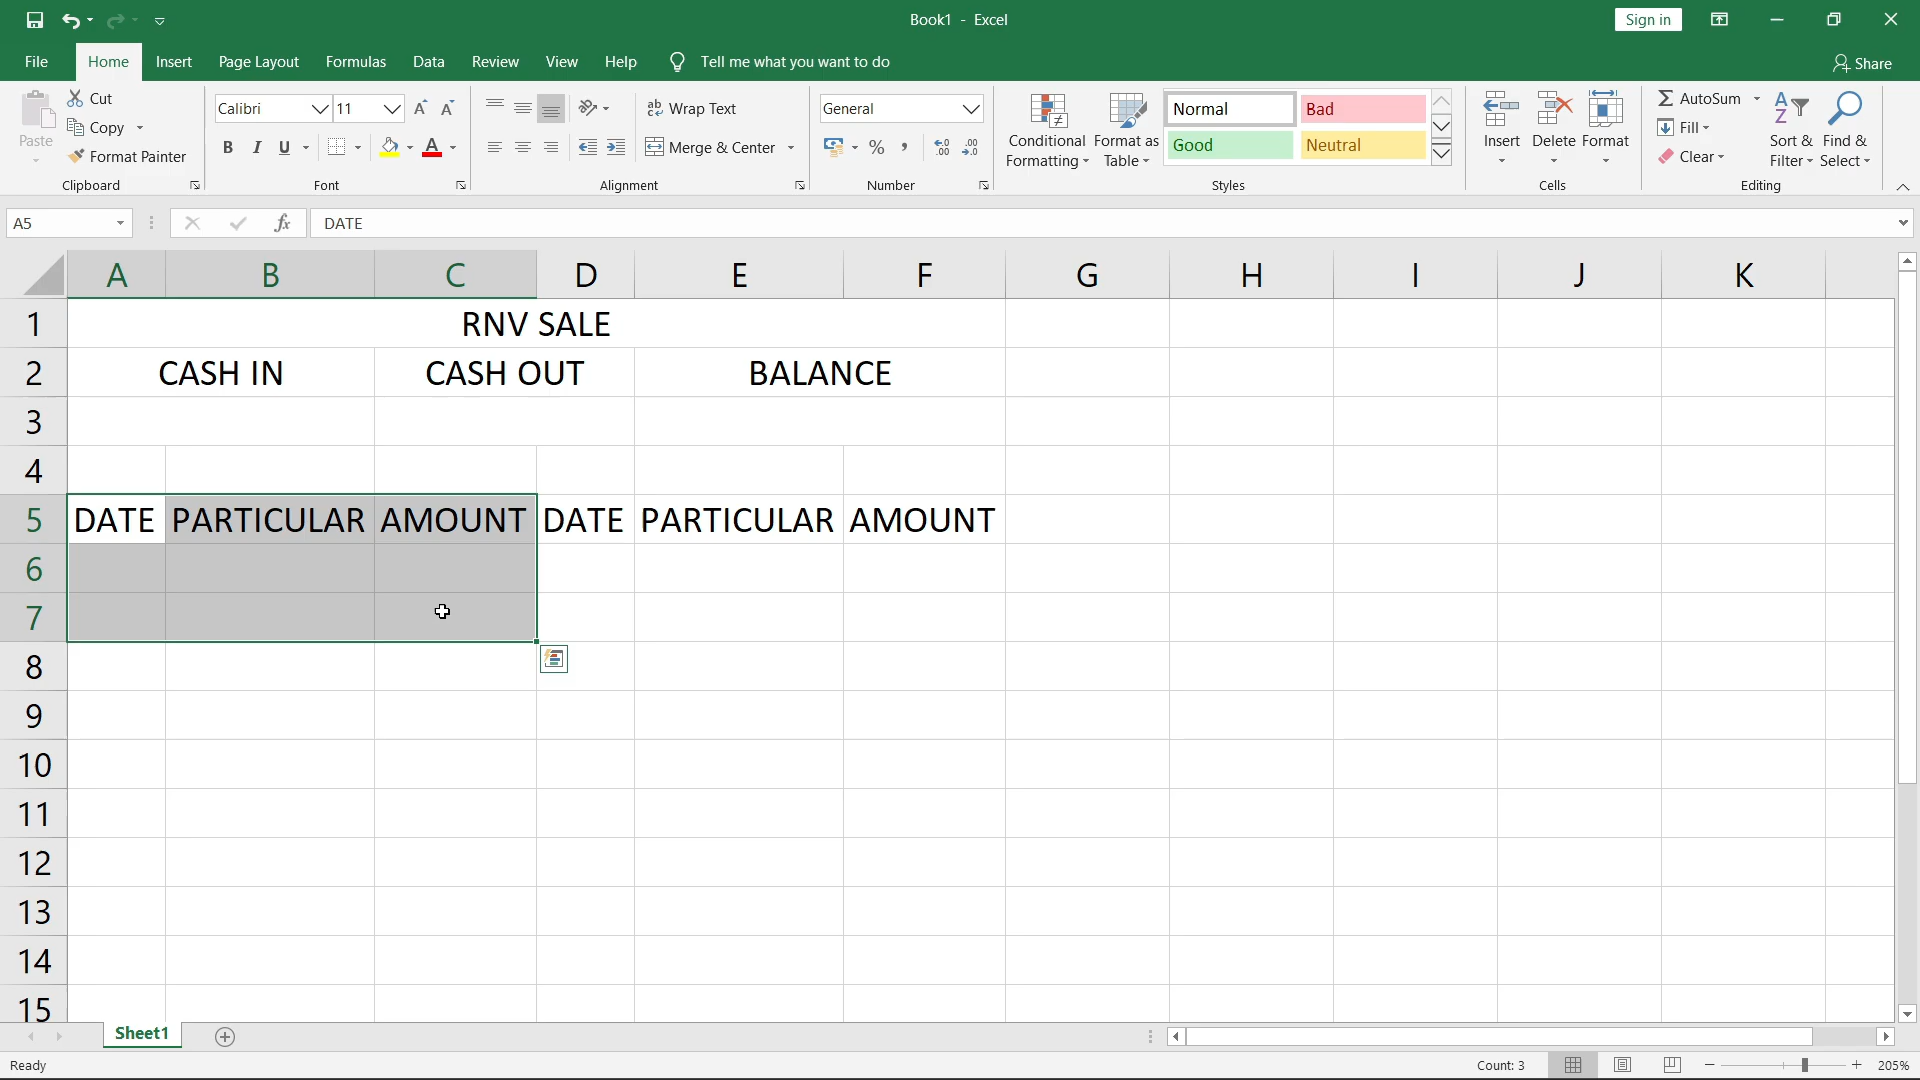 Book1 - Excel
Sign in
File Home Insert Page Layout Formulas Data Review View Help Tell me what you want to do Share
Paste
Cut
Copy
Format Painter
Clipboard
Calibri 11
B I U
Font
Wrap Text
Merge & Center
Alignment
General
Number
Conditional Formatting
Format as Table
Normal Bad
Good Neutral
Styles
Insert Delete Format
Cells
AutoSum
Fill
Clear
Sort & Filter
Find & Select
Editing
A5 fx DATE
A B C D E F G H I J K
1 RNV SALE
2 CASH IN CASH OUT BALANCE
3
4
5 DATE PARTICULAR AMOUNT DATE PARTICULAR AMOUNT
6
7
8
9
10
11
12
13
14
15
Sheet1
Ready Count: 3 205%